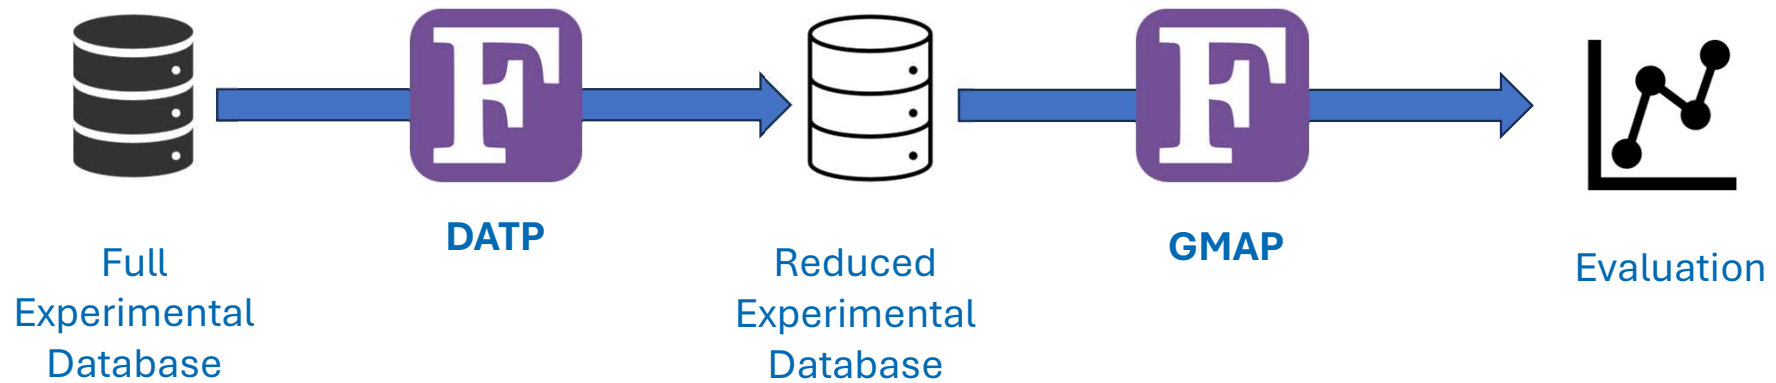 F
F
DATP
GMAP
Full
Experimental
Database
Reduced
Experimental
Database
Evaluation